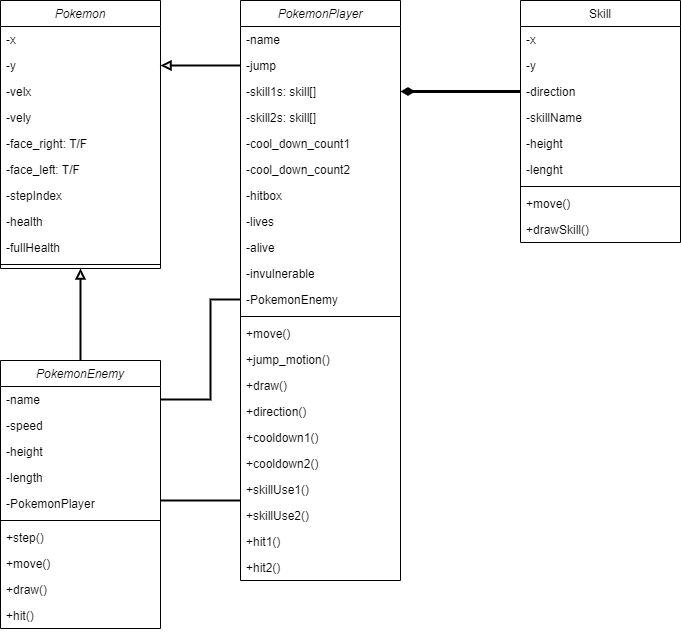 Pokemon
-x
-y
-velx
-vely
-face_right: T/F
-face_left: T/F
-stepIndex
-health
-fullHealth
PokemonPlayer
-name
-jump
-skill1s: skill[]
-skill2s: skill[]
-cool_down_count1
-cool_down_count2
-hitbox
-lives
-alive
-invulnerable
-PokemonEnemy
+move()
+jump_motion()
+draw()
+direction()
+cooldown1()
+cooldown2()
+skillUse1()
+skillUse2()
+hit1()
+hit2()
Skill
-x
-y
-direction
-skillName
-height
-lenght
+move()
+drawSkill()
PokemonEnemy
-name
-speed
-height
-length
-PokemonPlayer
+step()
+move()
+draw()
+hit()